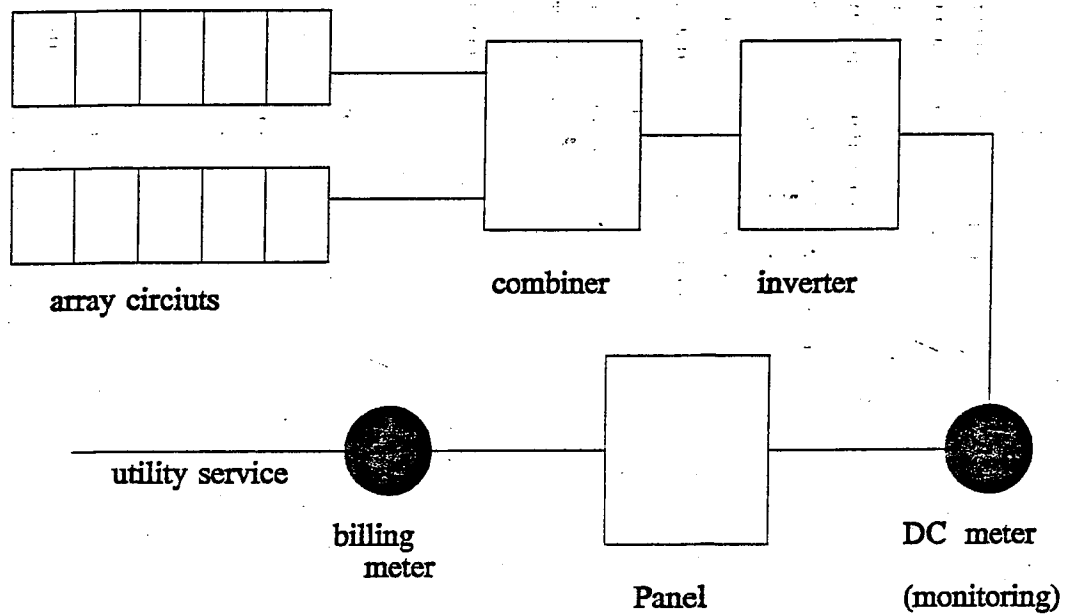 array circiuts
combiner
inverter
utility service
billing
meter
Panel
DC meter
(monitoring)